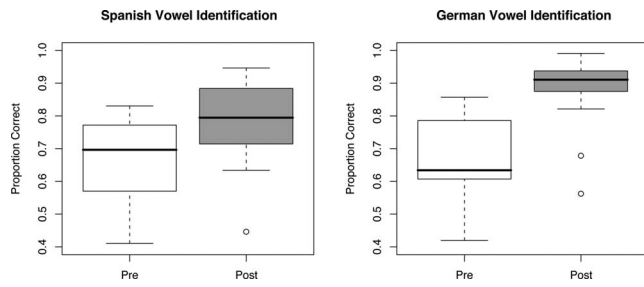 Spanish Vowel Identification
Proportion Correct
1.0
0.9
0.8
0.7
0.6
0.5
0.4
Pre Post
German Vowel Identification
Proportion Correct
1.0
0.9
0.8
0.7
0.6
0.5
0.4
Pre Post